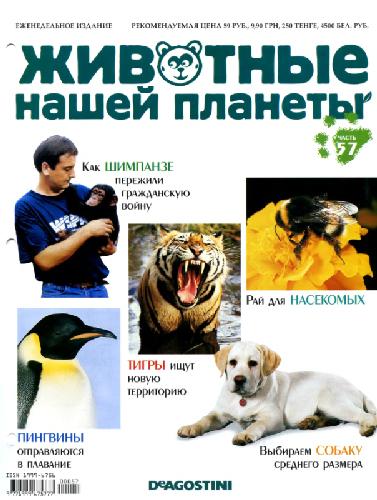 ЕЖЕНЕДЕЛЬНОЕ ИЗДАНИЕ
РЕКОМЕНДУЕМАЯ ЦЕНА 59 РУБ., 9,90 ГРН, 250 ТЕНГЕ, 4500 БЕЛ. РУБ.
ЖИВОТНЫЕ
НАШЕЙ ПЛАНЕТЫ
ЧАСТЬ
57
Как ШИМПАНЗЕ
пережили
гражданскую
войну
Рай для НАСЕКОМЫХ
ТИГРЫ ищут
новую
территорию
ПИНГВИНЫ
отправляются
в плавание
Выбираем СОБАКУ
среднего размера
00057
DeAGOSTINI